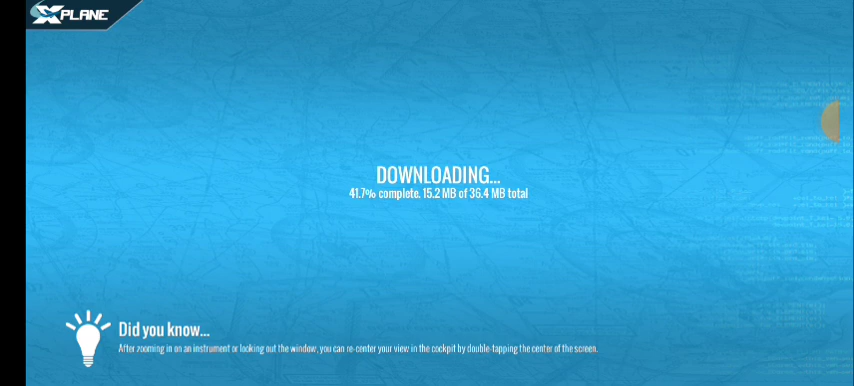 X PLANE
DOWNLOADING...
41.7% complete. 15.2 MB of 36.4 MB total
Did you know...
After zooming in on an instrument or looking out the window, you can re-center your view in the cockpit by double-tapping the center of the screen.